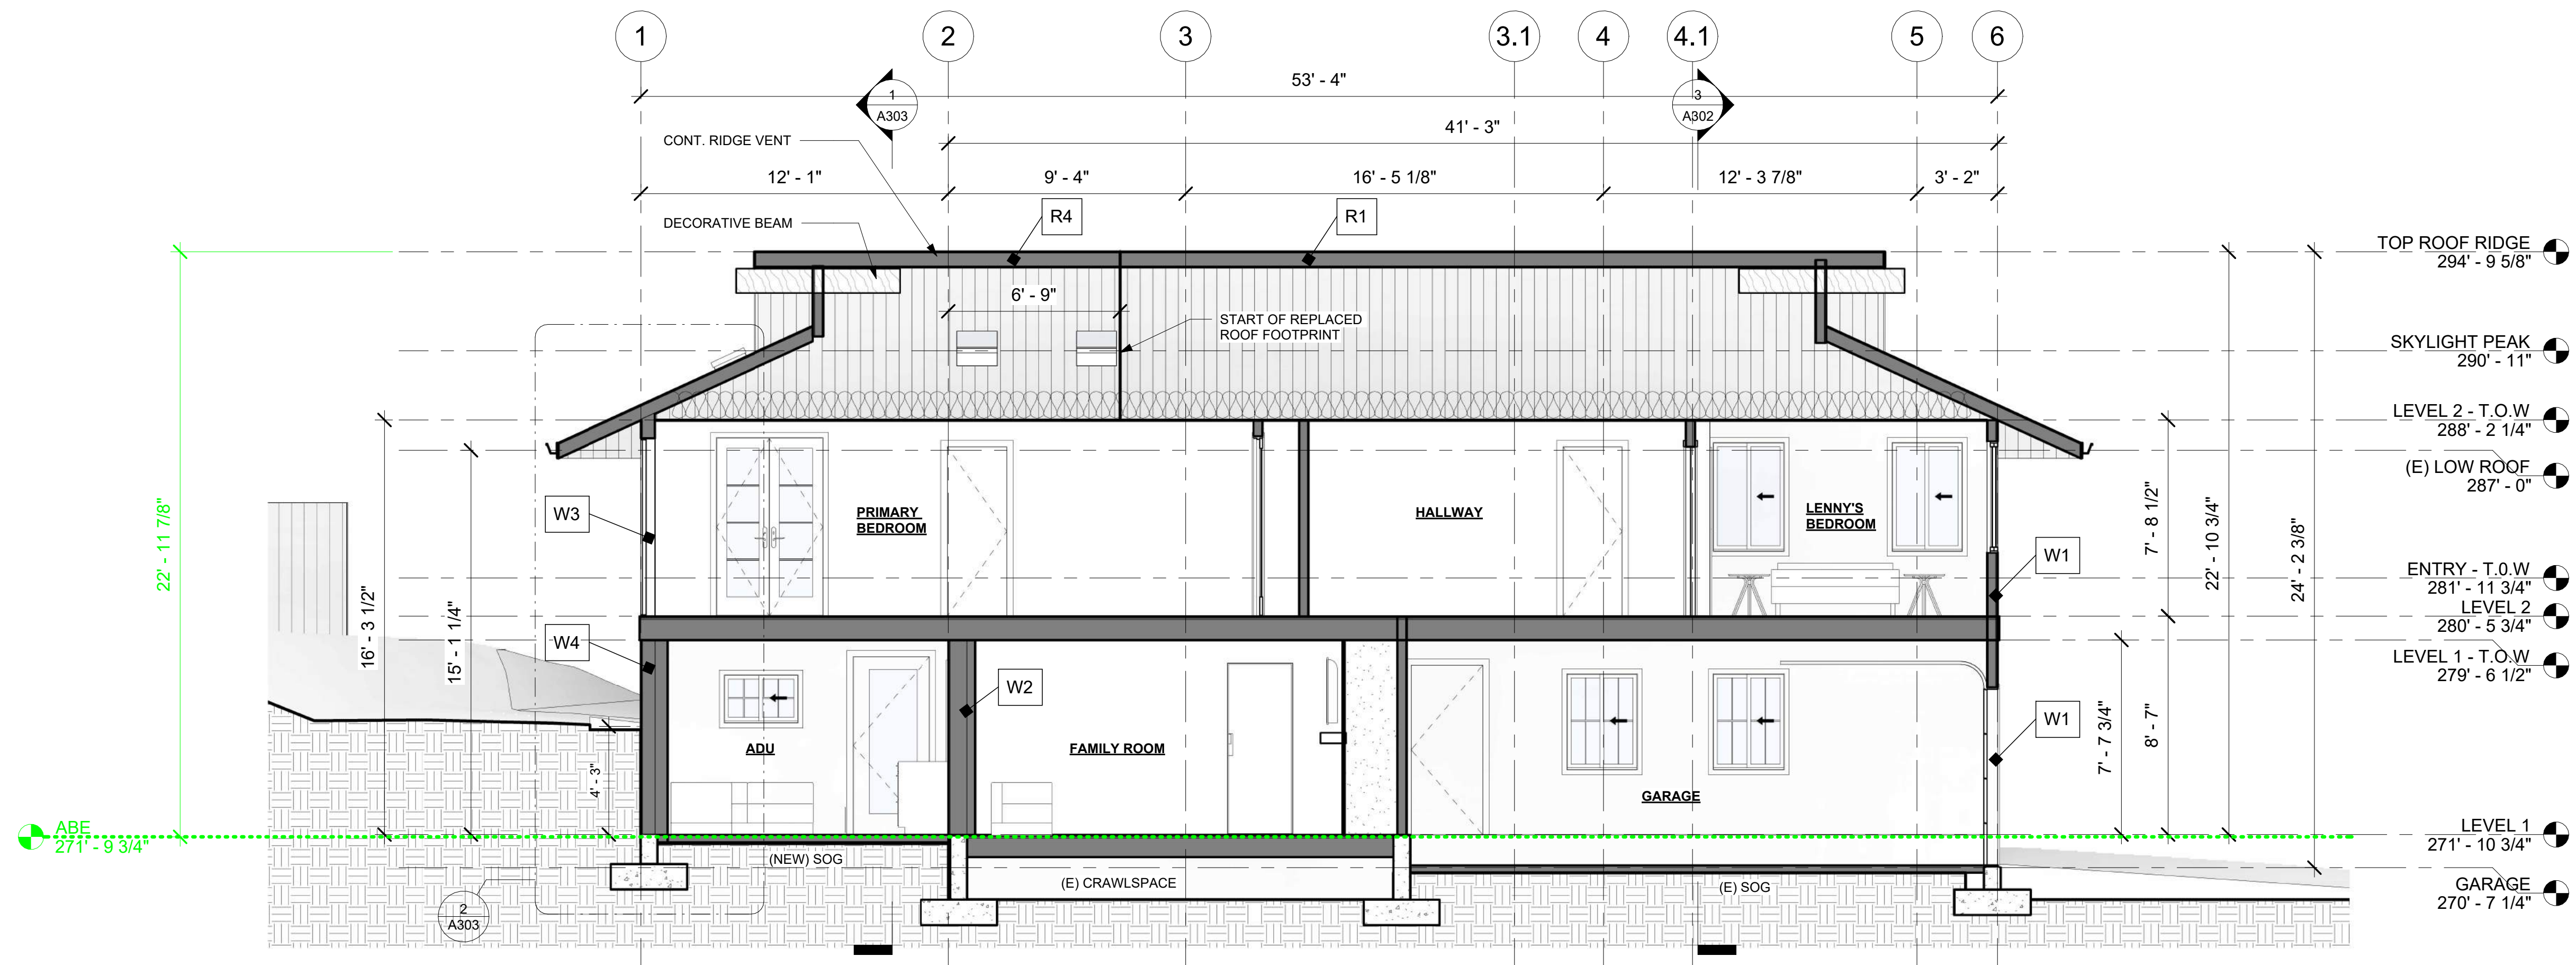 1
2
3
3.1
4
4.1
5
6
53' - 4"
1
A303
3
A302
41' - 3"
CONT. RIDGE VENT
12' - 1"
9' - 4"
16' - 5 1/8"
12' - 3 7/8"
3' - 2"
DECORATIVE BEAM
R4
R1
TOP ROOF RIDGE
294' - 9 5/8"
6' - 9"
START OF REPLACED
ROOF FOOTPRINT
SKYLIGHT PEAK
290' - 11"
LEVEL 2 - T.O.W
288' - 2 1/4"
(E) LOW ROOF
287' - 0"
22' - 11 7/8"
16' - 3 1/2"
15' - 1 1/4"
W3
PRIMARY
BEDROOM
HALLWAY
LENNY'S
BEDROOM
W1
7' - 8 1/2"
22' - 10 3/4"
24' - 2 3/8"
ENTRY - T.0.W
281' - 11 3/4"
LEVEL 2
280' - 5 3/4"
W4
LEVEL 1 - T.O.W
279' - 6 1/2"
W2
W1
ADU
FAMILY ROOM
GARAGE
4' - 3"
7' - 7 3/4"
8' - 7"
ABE
271' - 9 3/4"
LEVEL 1
271' - 10 3/4"
(NEW) SOG
(E) CRAWLSPACE
(E) SOG
GARAGE
270' - 7 1/4"
2
A303